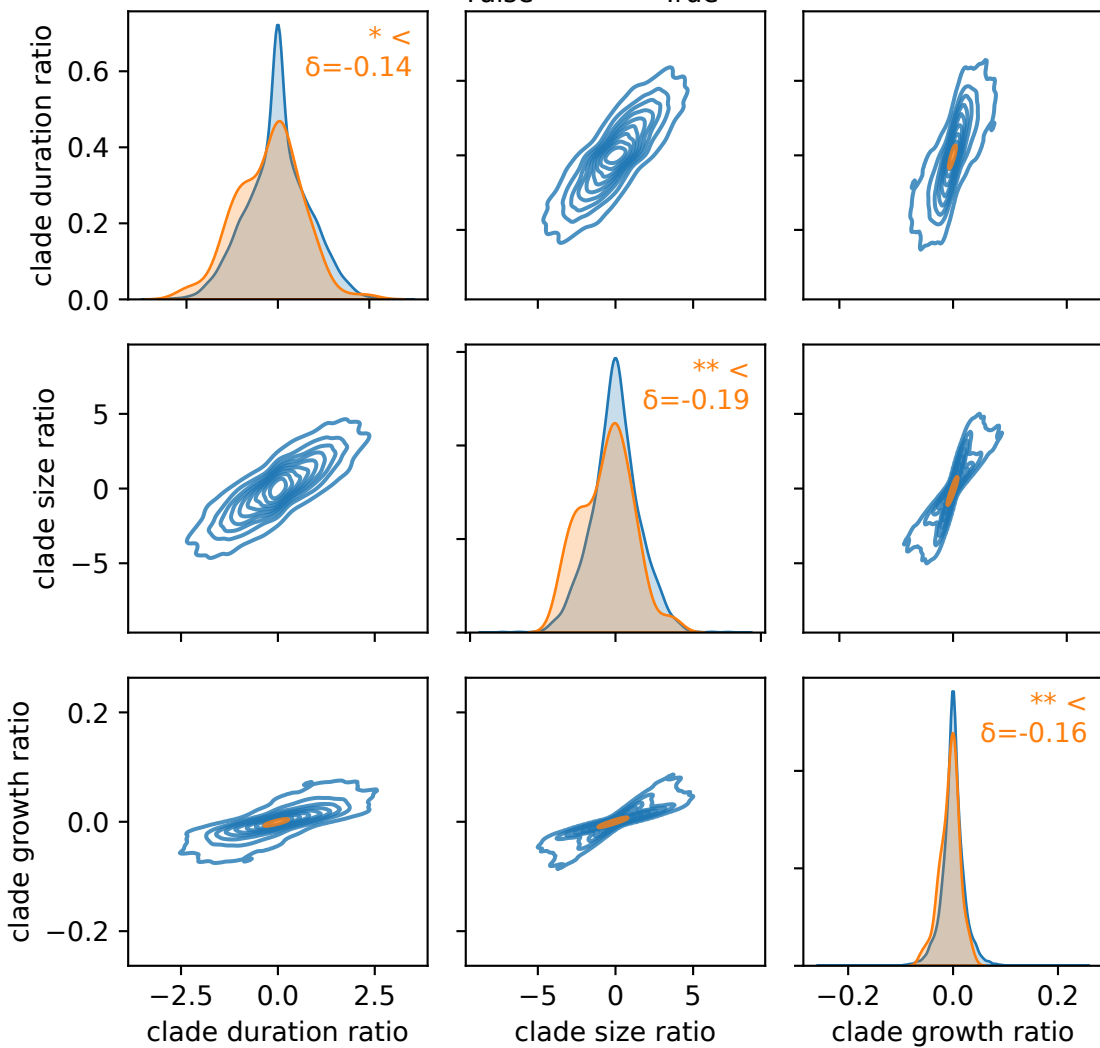 clade duration ratio
0.6
0.4
0.2
0.0
* <
δ=-0.14
clade size ratio
5
0
−5
** <
δ=-0.19
clade growth ratio
0.2
0.0
−0.2
** <
δ=-0.16
−2.5 0.0 2.5
−5 0 5
−0.2 0.0 0.2
clade duration ratio
clade size ratio
clade growth ratio